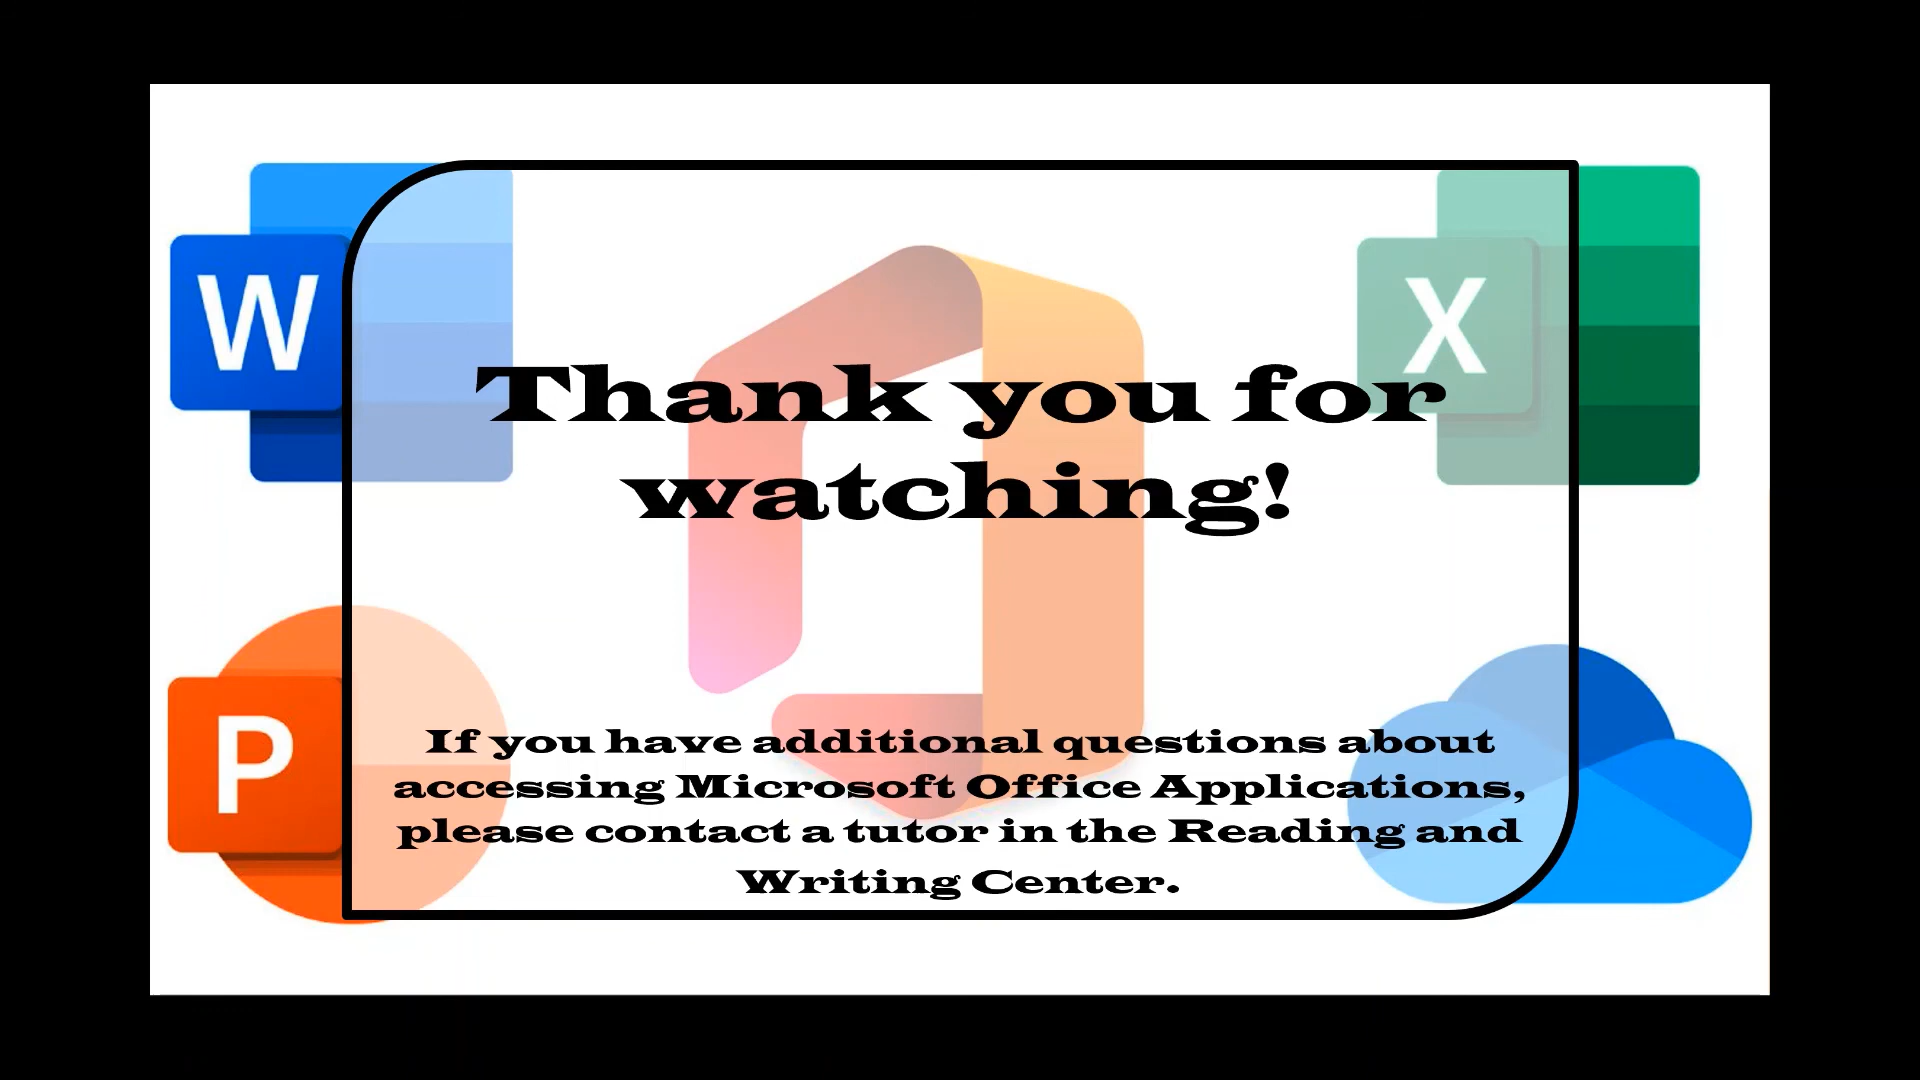 W
X
Thank you for
watching!
P
If you have additional questions about
accessing Microsoft Office Applications,
please contact a tutor in the Reading and
Writing Center.